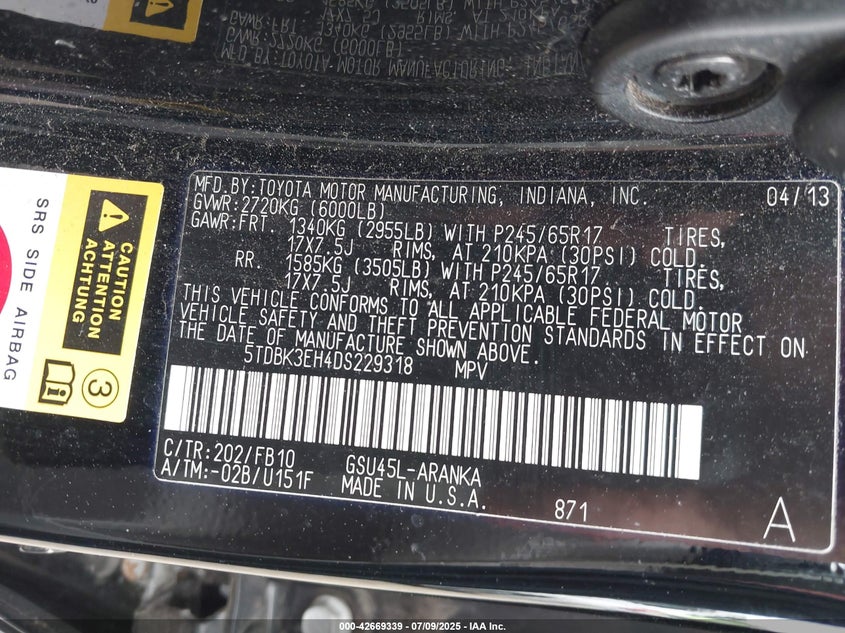 MFD.BY:TOYOTA MOTOR MANUFACTURING, INDIANA, INC. 04/13
GVWR:2720KG (6000LB)
GAWR:FRT. 1340KG (2955LB) WITH P245/65R17 TIRES,
17X7.5J RIMS, AT 210KPA (30PSI) COLD.
RR. 1585KG (3505LB) WITH P245/65R17 TIRES,
17X7.5J RIMS, AT 210KPA (30PSI) COLD.
THIS VEHICLE CONFORMS TO ALL APPLICABLE FEDERAL MOTOR
VEHICLE SAFETY AND THEFT PREVENTION STANDARDS IN EFFECT ON
THE DATE OF MANUFACTURE SHOWN ABOVE.
5TDBK3EH4DS229318 MPV
C/TR:202/FB10 GSU45L-ARANKA
A/TM:-02B/U151F MADE IN U.S.A.
871
A
SRS SIDE AIRBAG
CAUTION
ATTENTION
ACHTUNG
3
000-42669339 - 07/09/2025 - IAA Inc.